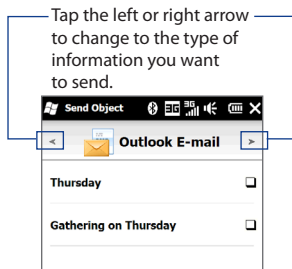 Tap the left or right arrow
to change to the type of
information you want
to send.
Send Object
Outlook E-mail
Thursday
Gathering on Thursday